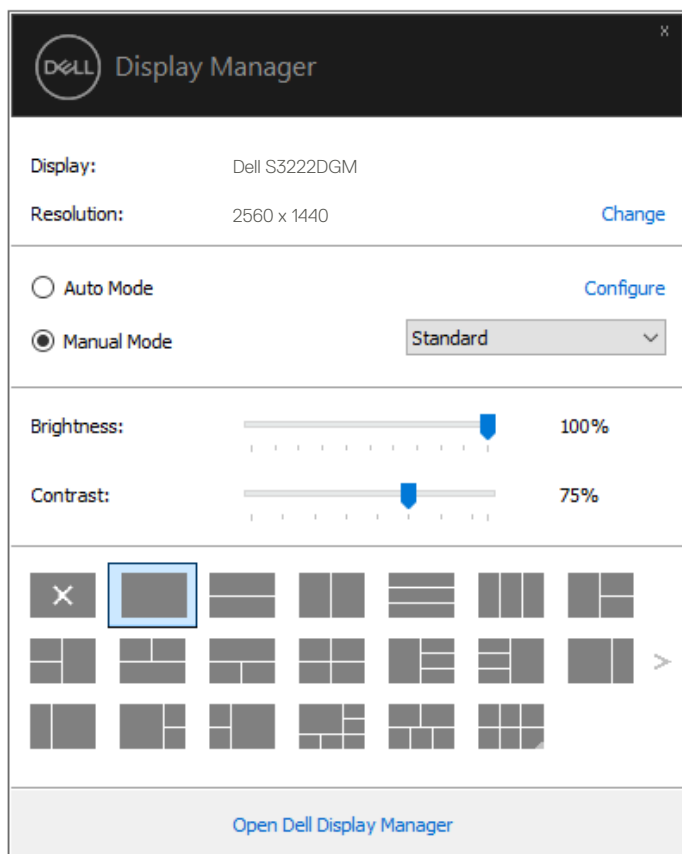 x
DELL Display Manager
Display: Dell S3222DGM
Resolution: 2560 x 1440 Change
Auto Mode Configure
Manual Mode Standard
Brightness: 100%
Contrast: 75%
Open Dell Display Manager